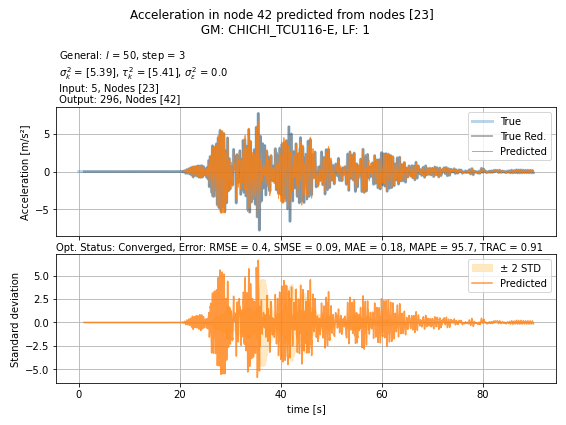 Acceleration in node 42 predicted from nodes [23]
GM: CHICHI_TCU116-E, LF: 1
General: l = 50, step = 3
σ²ₖ = [5.39], τ²ₖ = [5.41], σ²_ε = 0.0
Input: 5, Nodes [23]
Output: 296, Nodes [42]
Acceleration [m/s²]
5
0
−5
True
True Red.
Predicted
Opt. Status: Converged, Error: RMSE = 0.4, SMSE = 0.09, MAE = 0.18, MAPE = 95.7, TRAC = 0.91
Standard deviation
5.0
2.5
0.0
−2.5
−5.0
± 2 STD
Predicted
0 20 40 60 80
time [s]